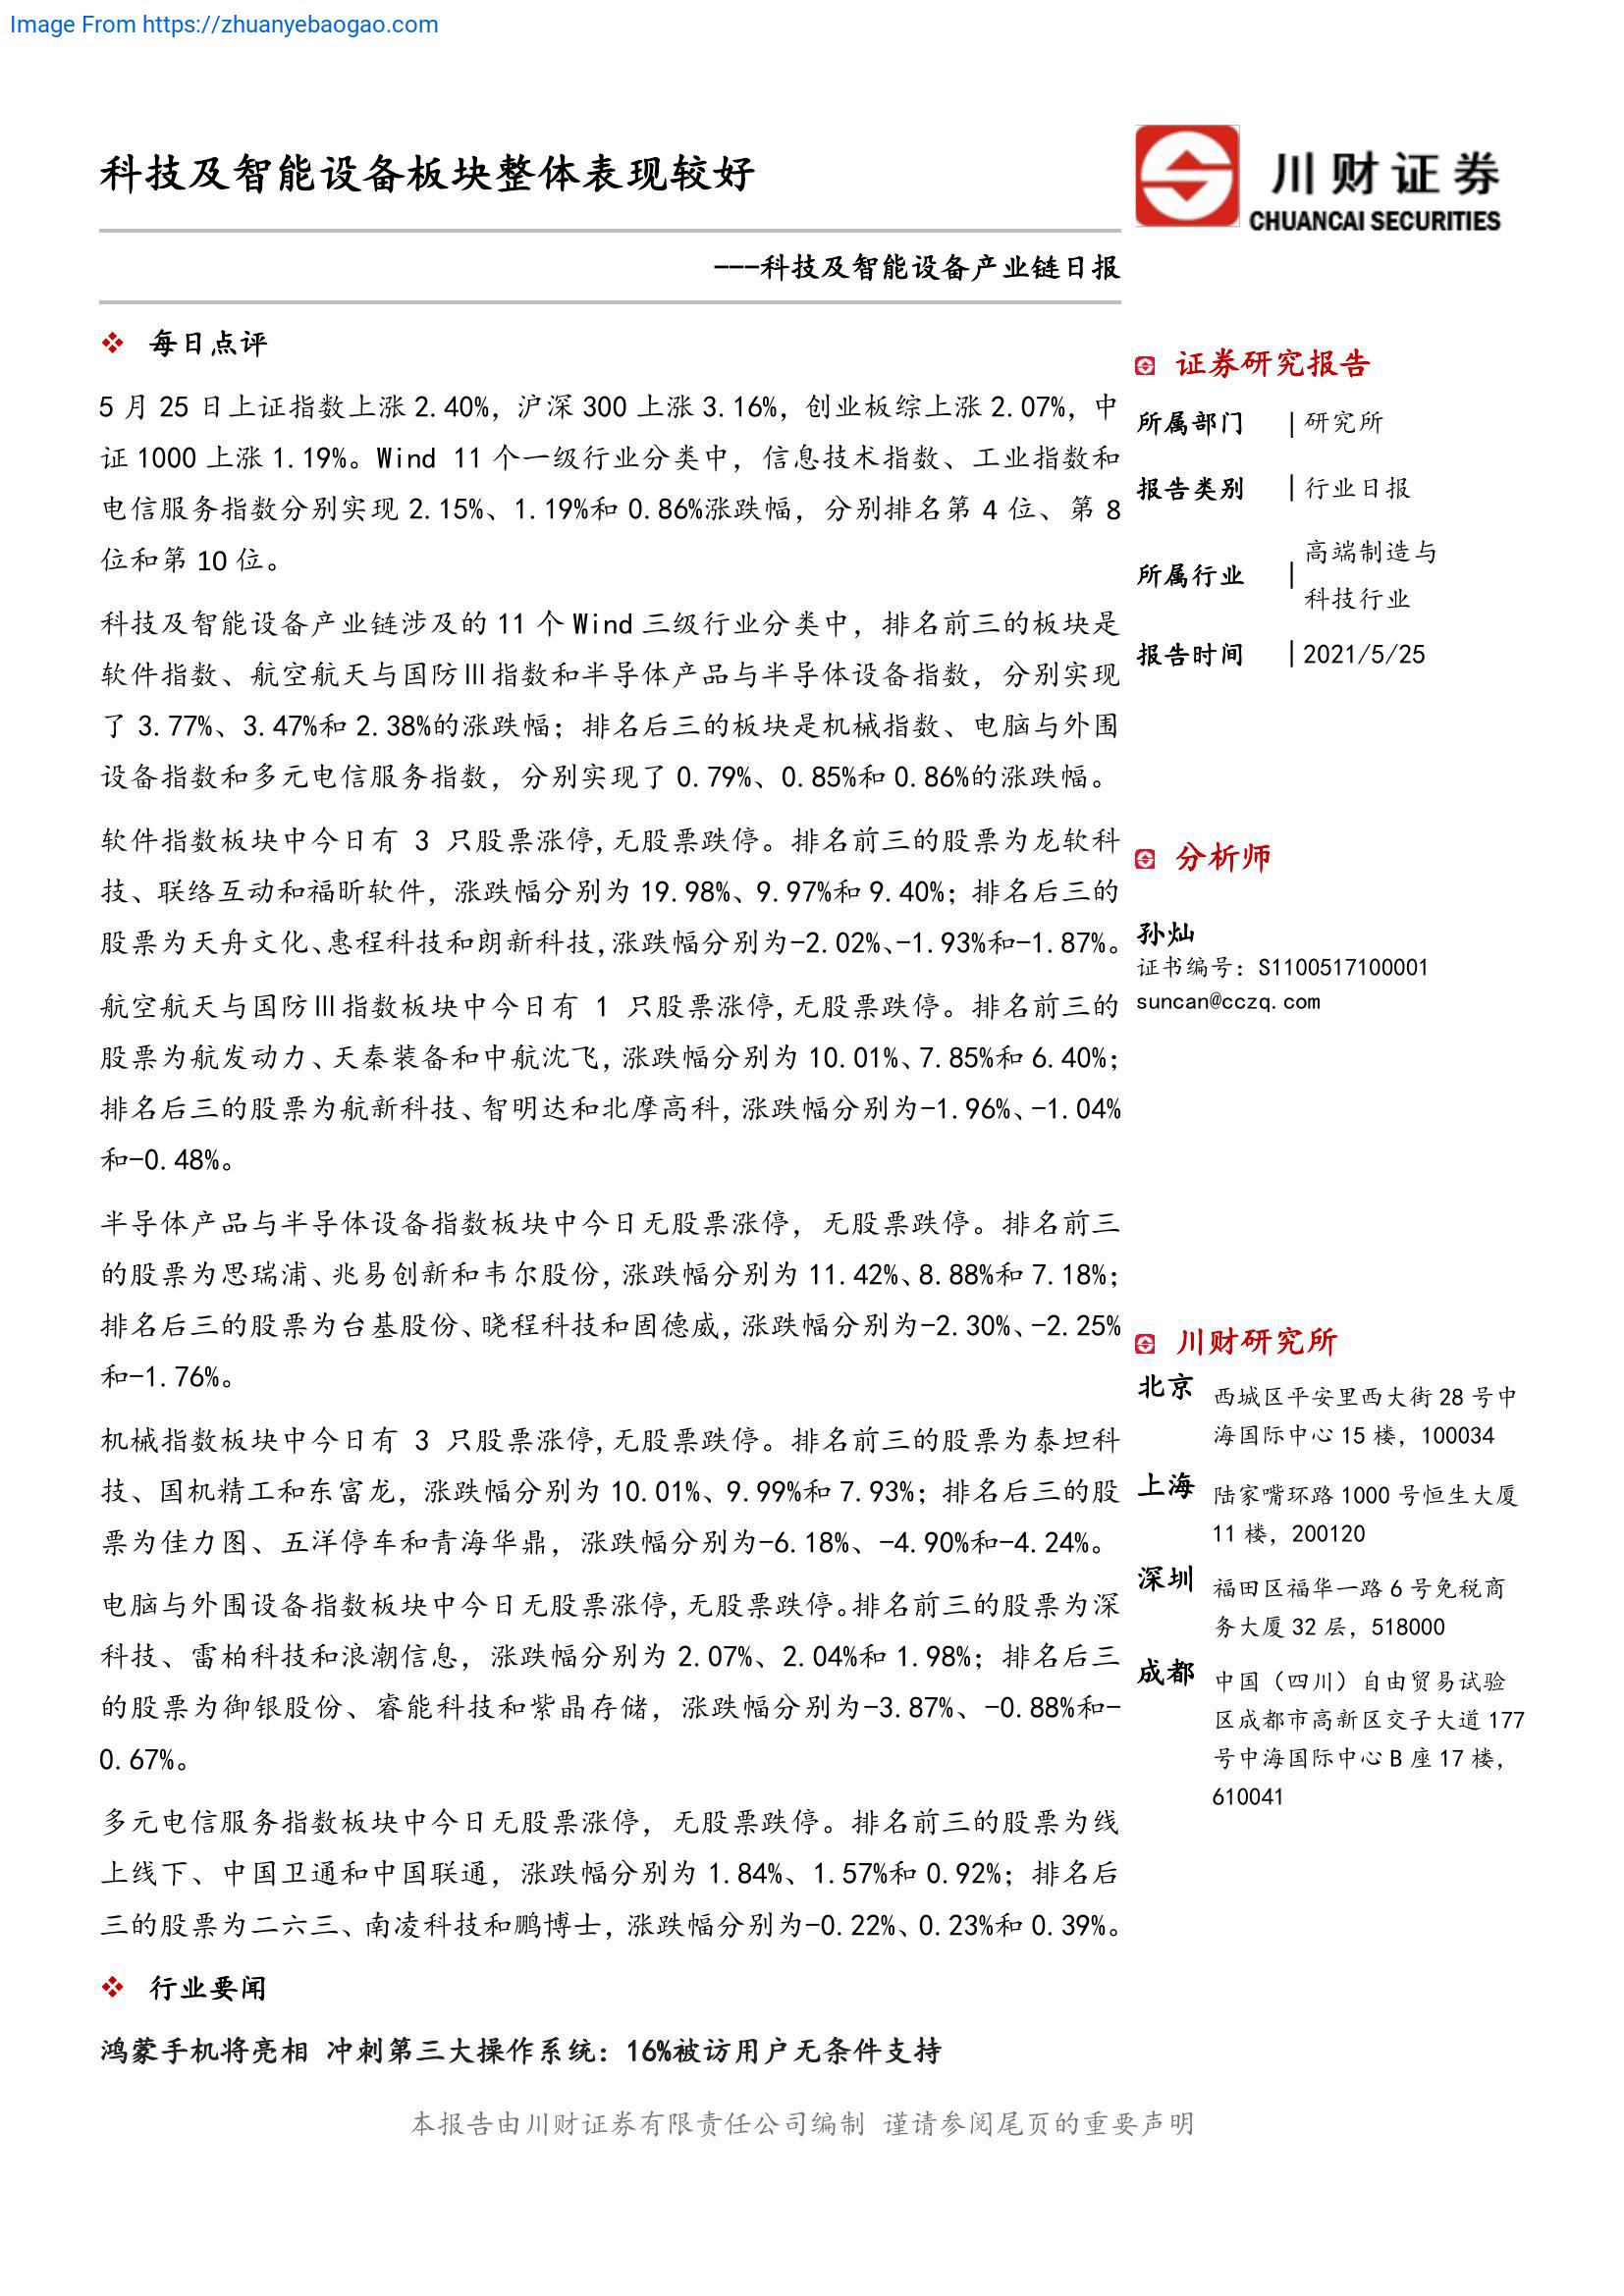 Image From https://zhuanyebaogao.com
科技及智能设备板块整体表现较好
---科技及智能设备产业链日报
川财证券
CHUANCAI SECURITIES
每日点评
5 月 25 日上证指数上涨 2.40%，沪深 300 上涨 3.16%，创业板综上涨 2.07%，中
证 1000 上涨 1.19%。Wind 11 个一级行业分类中，信息技术指数、工业指数和
电信服务指数分别实现 2.15%、1.19%和 0.86%涨跌幅，分别排名第 4 位、第 8
位和第 10 位。
科技及智能设备产业链涉及的 11 个 Wind 三级行业分类中，排名前三的板块是
软件指数、航空航天与国防Ⅲ指数和半导体产品与半导体设备指数，分别实现
了 3.77%、3.47%和 2.38%的涨跌幅；排名后三的板块是机械指数、电脑与外围
设备指数和多元电信服务指数，分别实现了 0.79%、0.85%和 0.86%的涨跌幅。
软件指数板块中今日有 3 只股票涨停,无股票跌停。排名前三的股票为龙软科
技、联络互动和福昕软件，涨跌幅分别为 19.98%、9.97%和 9.40%；排名后三的
股票为天舟文化、惠程科技和朗新科技,涨跌幅分别为-2.02%、-1.93%和-1.87%。
航空航天与国防Ⅲ指数板块中今日有 1 只股票涨停,无股票跌停。排名前三的
股票为航发动力、天秦装备和中航沈飞,涨跌幅分别为 10.01%、7.85%和 6.40%；
排名后三的股票为航新科技、智明达和北摩高科,涨跌幅分别为-1.96%、-1.04%
和-0.48%。
半导体产品与半导体设备指数板块中今日无股票涨停，无股票跌停。排名前三
的股票为思瑞浦、兆易创新和韦尔股份,涨跌幅分别为 11.42%、8.88%和 7.18%；
排名后三的股票为台基股份、晓程科技和固德威,涨跌幅分别为-2.30%、-2.25%
和-1.76%。
机械指数板块中今日有 3 只股票涨停,无股票跌停。排名前三的股票为泰坦科
技、国机精工和东富龙，涨跌幅分别为 10.01%、9.99%和 7.93%；排名后三的股
票为佳力图、五洋停车和青海华鼎，涨跌幅分别为-6.18%、-4.90%和-4.24%。
电脑与外围设备指数板块中今日无股票涨停,无股票跌停。排名前三的股票为深
科技、雷柏科技和浪潮信息，涨跌幅分别为 2.07%、2.04%和 1.98%；排名后三
的股票为御银股份、睿能科技和紫晶存储，涨跌幅分别为-3.87%、-0.88%和-
0.67%。
多元电信服务指数板块中今日无股票涨停，无股票跌停。排名前三的股票为线
上线下、中国卫通和中国联通，涨跌幅分别为 1.84%、1.57%和 0.92%；排名后
三的股票为二六三、南凌科技和鹏博士,涨跌幅分别为-0.22%、0.23%和 0.39%。
行业要闻
鸿蒙手机将亮相 冲刺第三大操作系统：16%被访用户无条件支持
证券研究报告
所属部门 | 研究所
报告类别 | 行业日报
所属行业 | 高端制造与
科技行业
报告时间 | 2021/5/25
分析师
孙灿
证书编号：S1100517100001
suncan@cczq.com
川财研究所
北京 西城区平安里西大街 28 号中
海国际中心 15 楼，100034
上海 陆家嘴环路 1000 号恒生大厦
11 楼，200120
深圳 福田区福华一路 6 号免税商
务大厦 32 层，518000
成都 中国（四川）自由贸易试验
区成都市高新区交子大道 177
号中海国际中心 B 座 17 楼，
610041
本报告由川财证券有限责任公司编制 谨请参阅尾页的重要声明